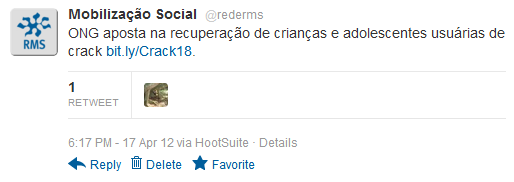 RMS
Mobilização Social @rederms
ONG aposta na recuperação de crianças e adolescentes usuárias de
crack bit.ly/Crack18.
1
RETWEET
6:17 PM - 17 Apr 12 via HootSuite · Details
Reply Delete Favorite